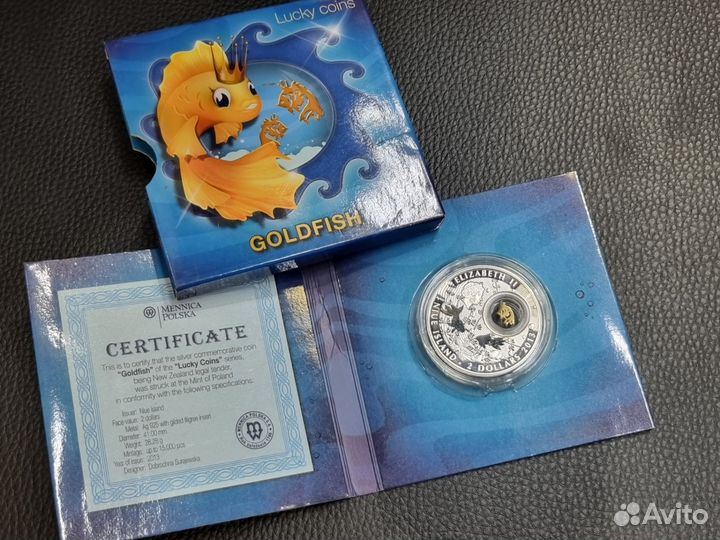 Lucky coins
GOLDFISH
MENNICA
POLSKA
CERTIFICATE
This is to certify that the silver commemorative coin
"Goldfish" of the "Lucky Coins" series,
being New Zealand legal tender,
was struck at the Mint of Poland
in conformity with the following specifications:
Issuer: Niue Island
Face value: 2 dollars
Metal: Ag 925 with gilded filigree insert
Diameter: 41.00 mm
Weight: 28.28 g
Mintage: up to 15,000 pcs
Year of issue: 2013
Designer: Dobrochna Surajewska
MENNICA POLSKA S.A.
ELIZABETH II
NIUE ISLAND
2 DOLLARS 2013
Avito